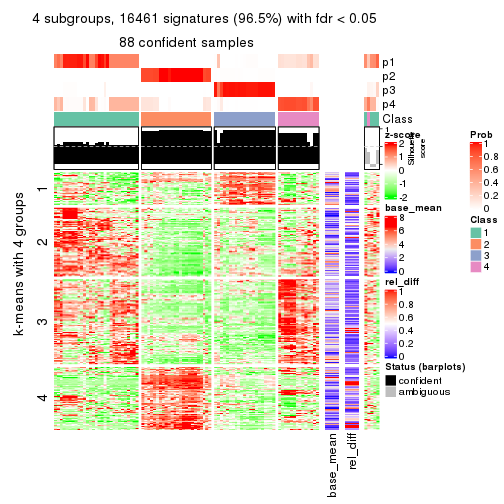 4 subgroups, 16461 signatures (96.5%) with fdr < 0.05
88 confident samples
p1
p2
p3
p4
Class
1
Silhouette
score
k-means with 4 groups
1
2
3
4
base_mean
rel_diff
z-score
2
1
0
-1
-2
base_mean
8
6
4
2
0
rel_diff
1
0.8
0.6
0.4
0.2
0
Status (barplots)
confident
ambiguous
Prob
1
0.8
0.6
0.4
0.2
0
Class
1
2
3
4